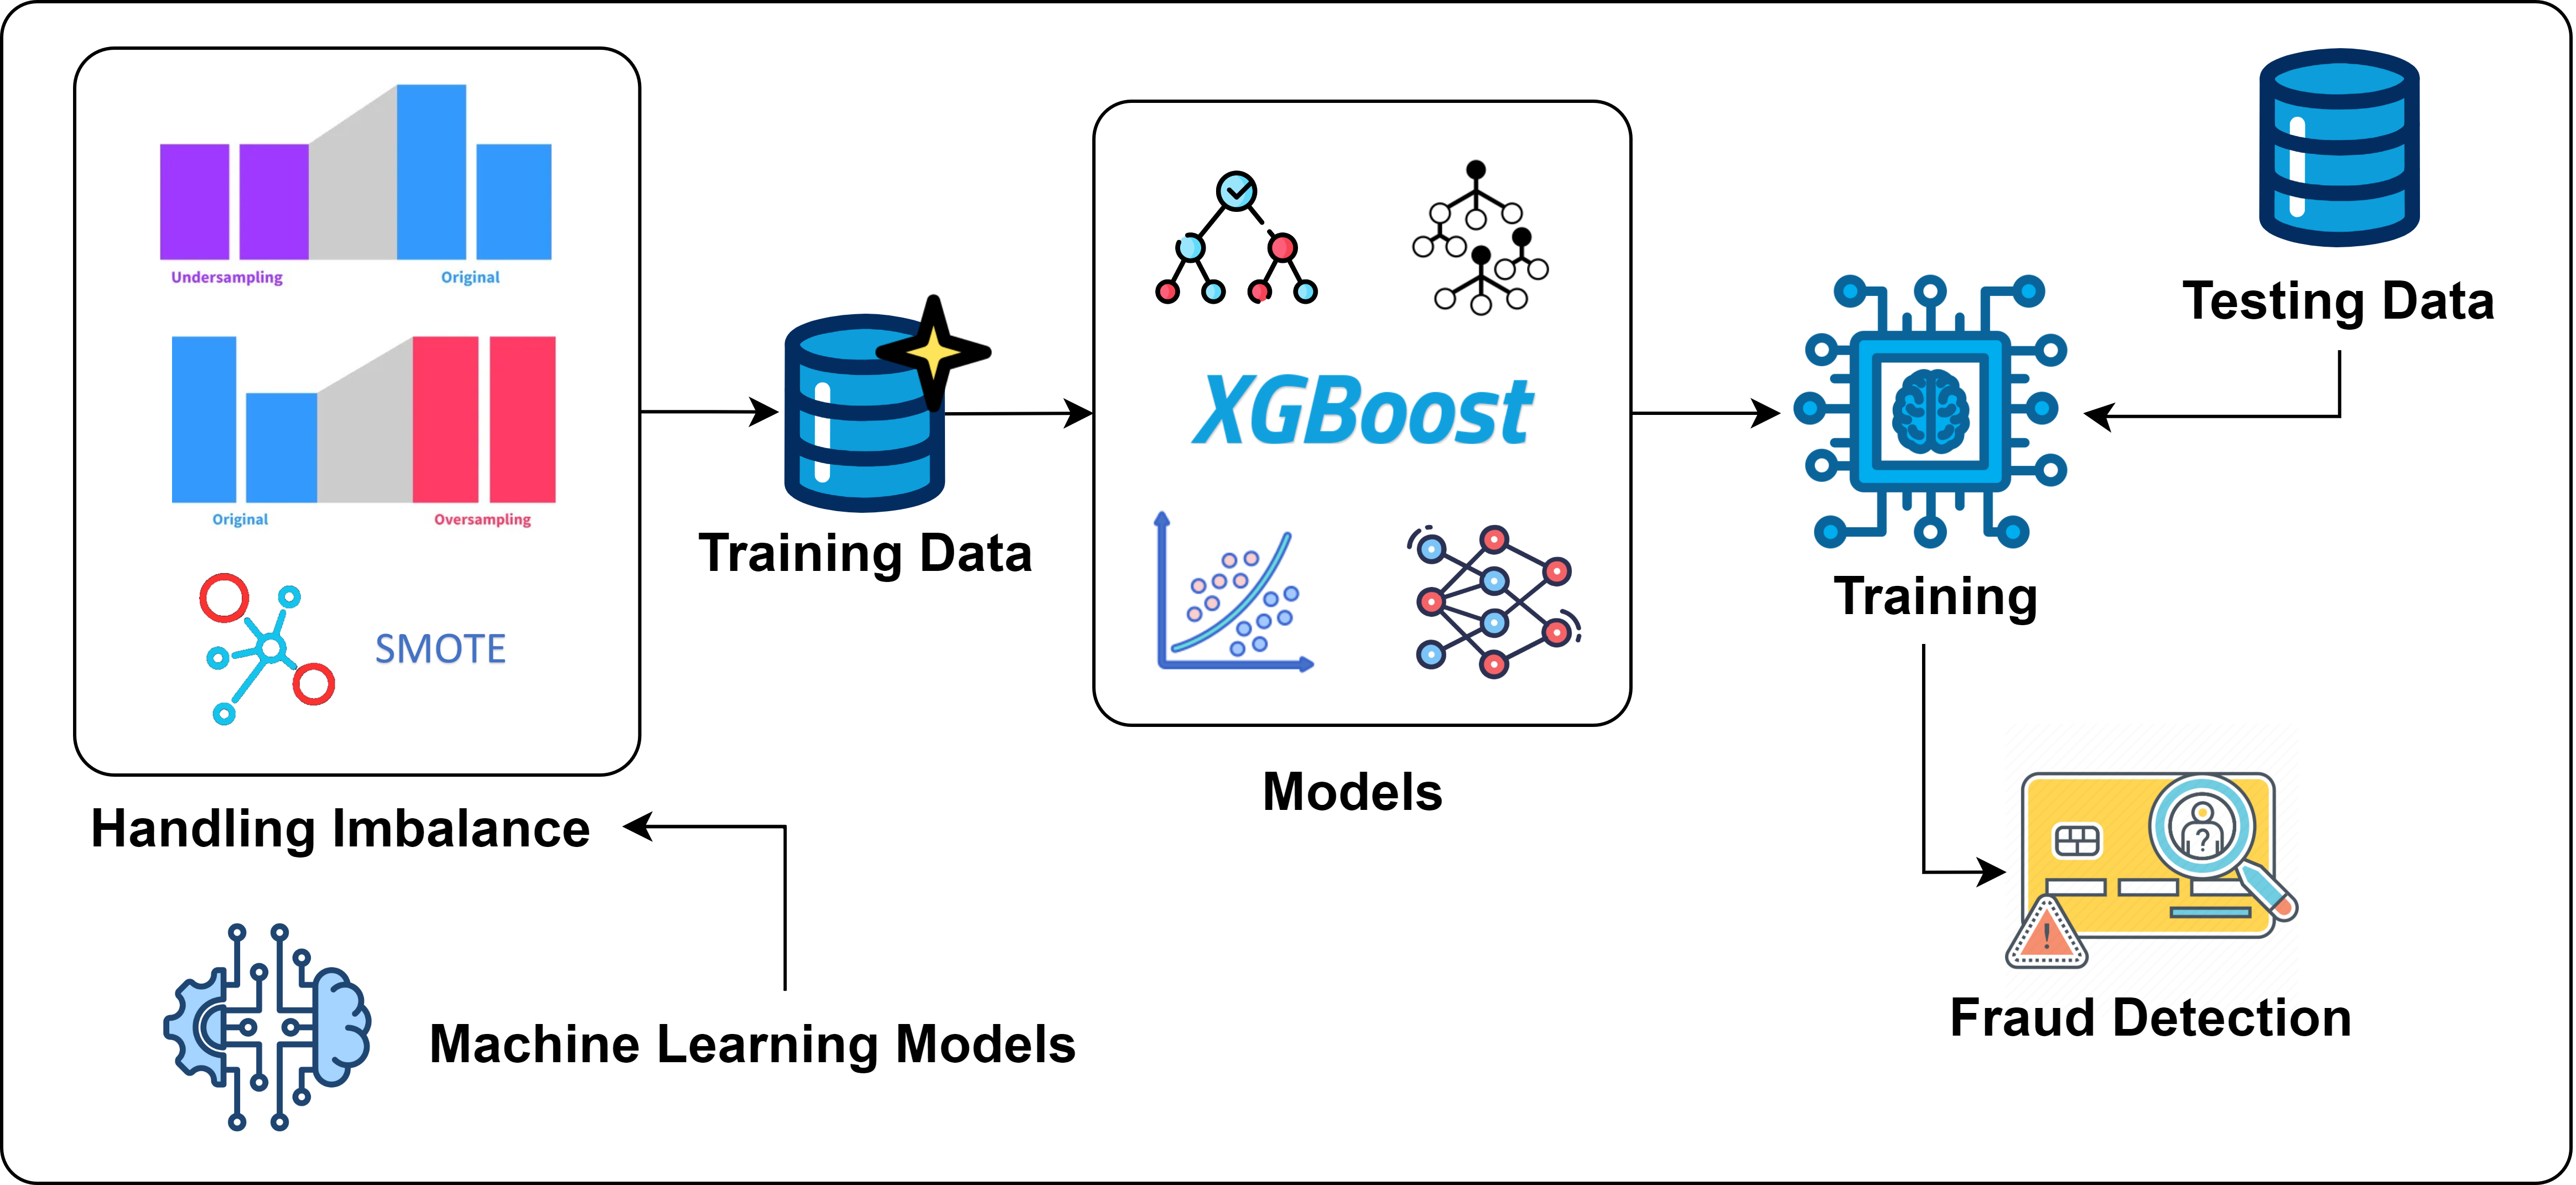 Undersampling
Original
Original
Oversampling
SMOTE
Handling Imbalance
Machine Learning Models
Training Data
XGBoost
Models
Training
Testing Data
?
!
Fraud Detection